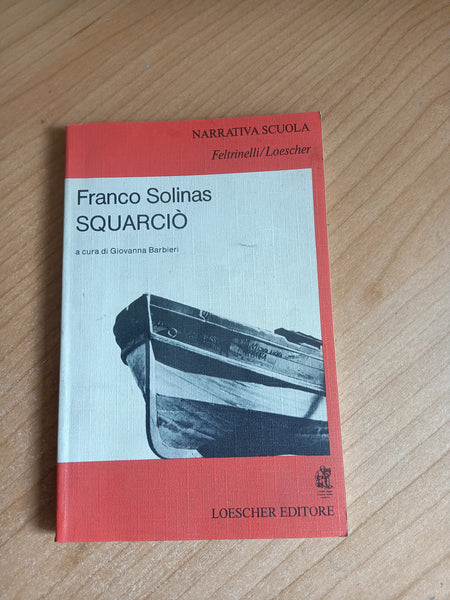 NARRATIVA SCUOLA
Feltrinelli/Loescher
Franco Solinas
SQUARCIÒ
a cura di Giovanna Barbieri
LOESCHER EDITORE